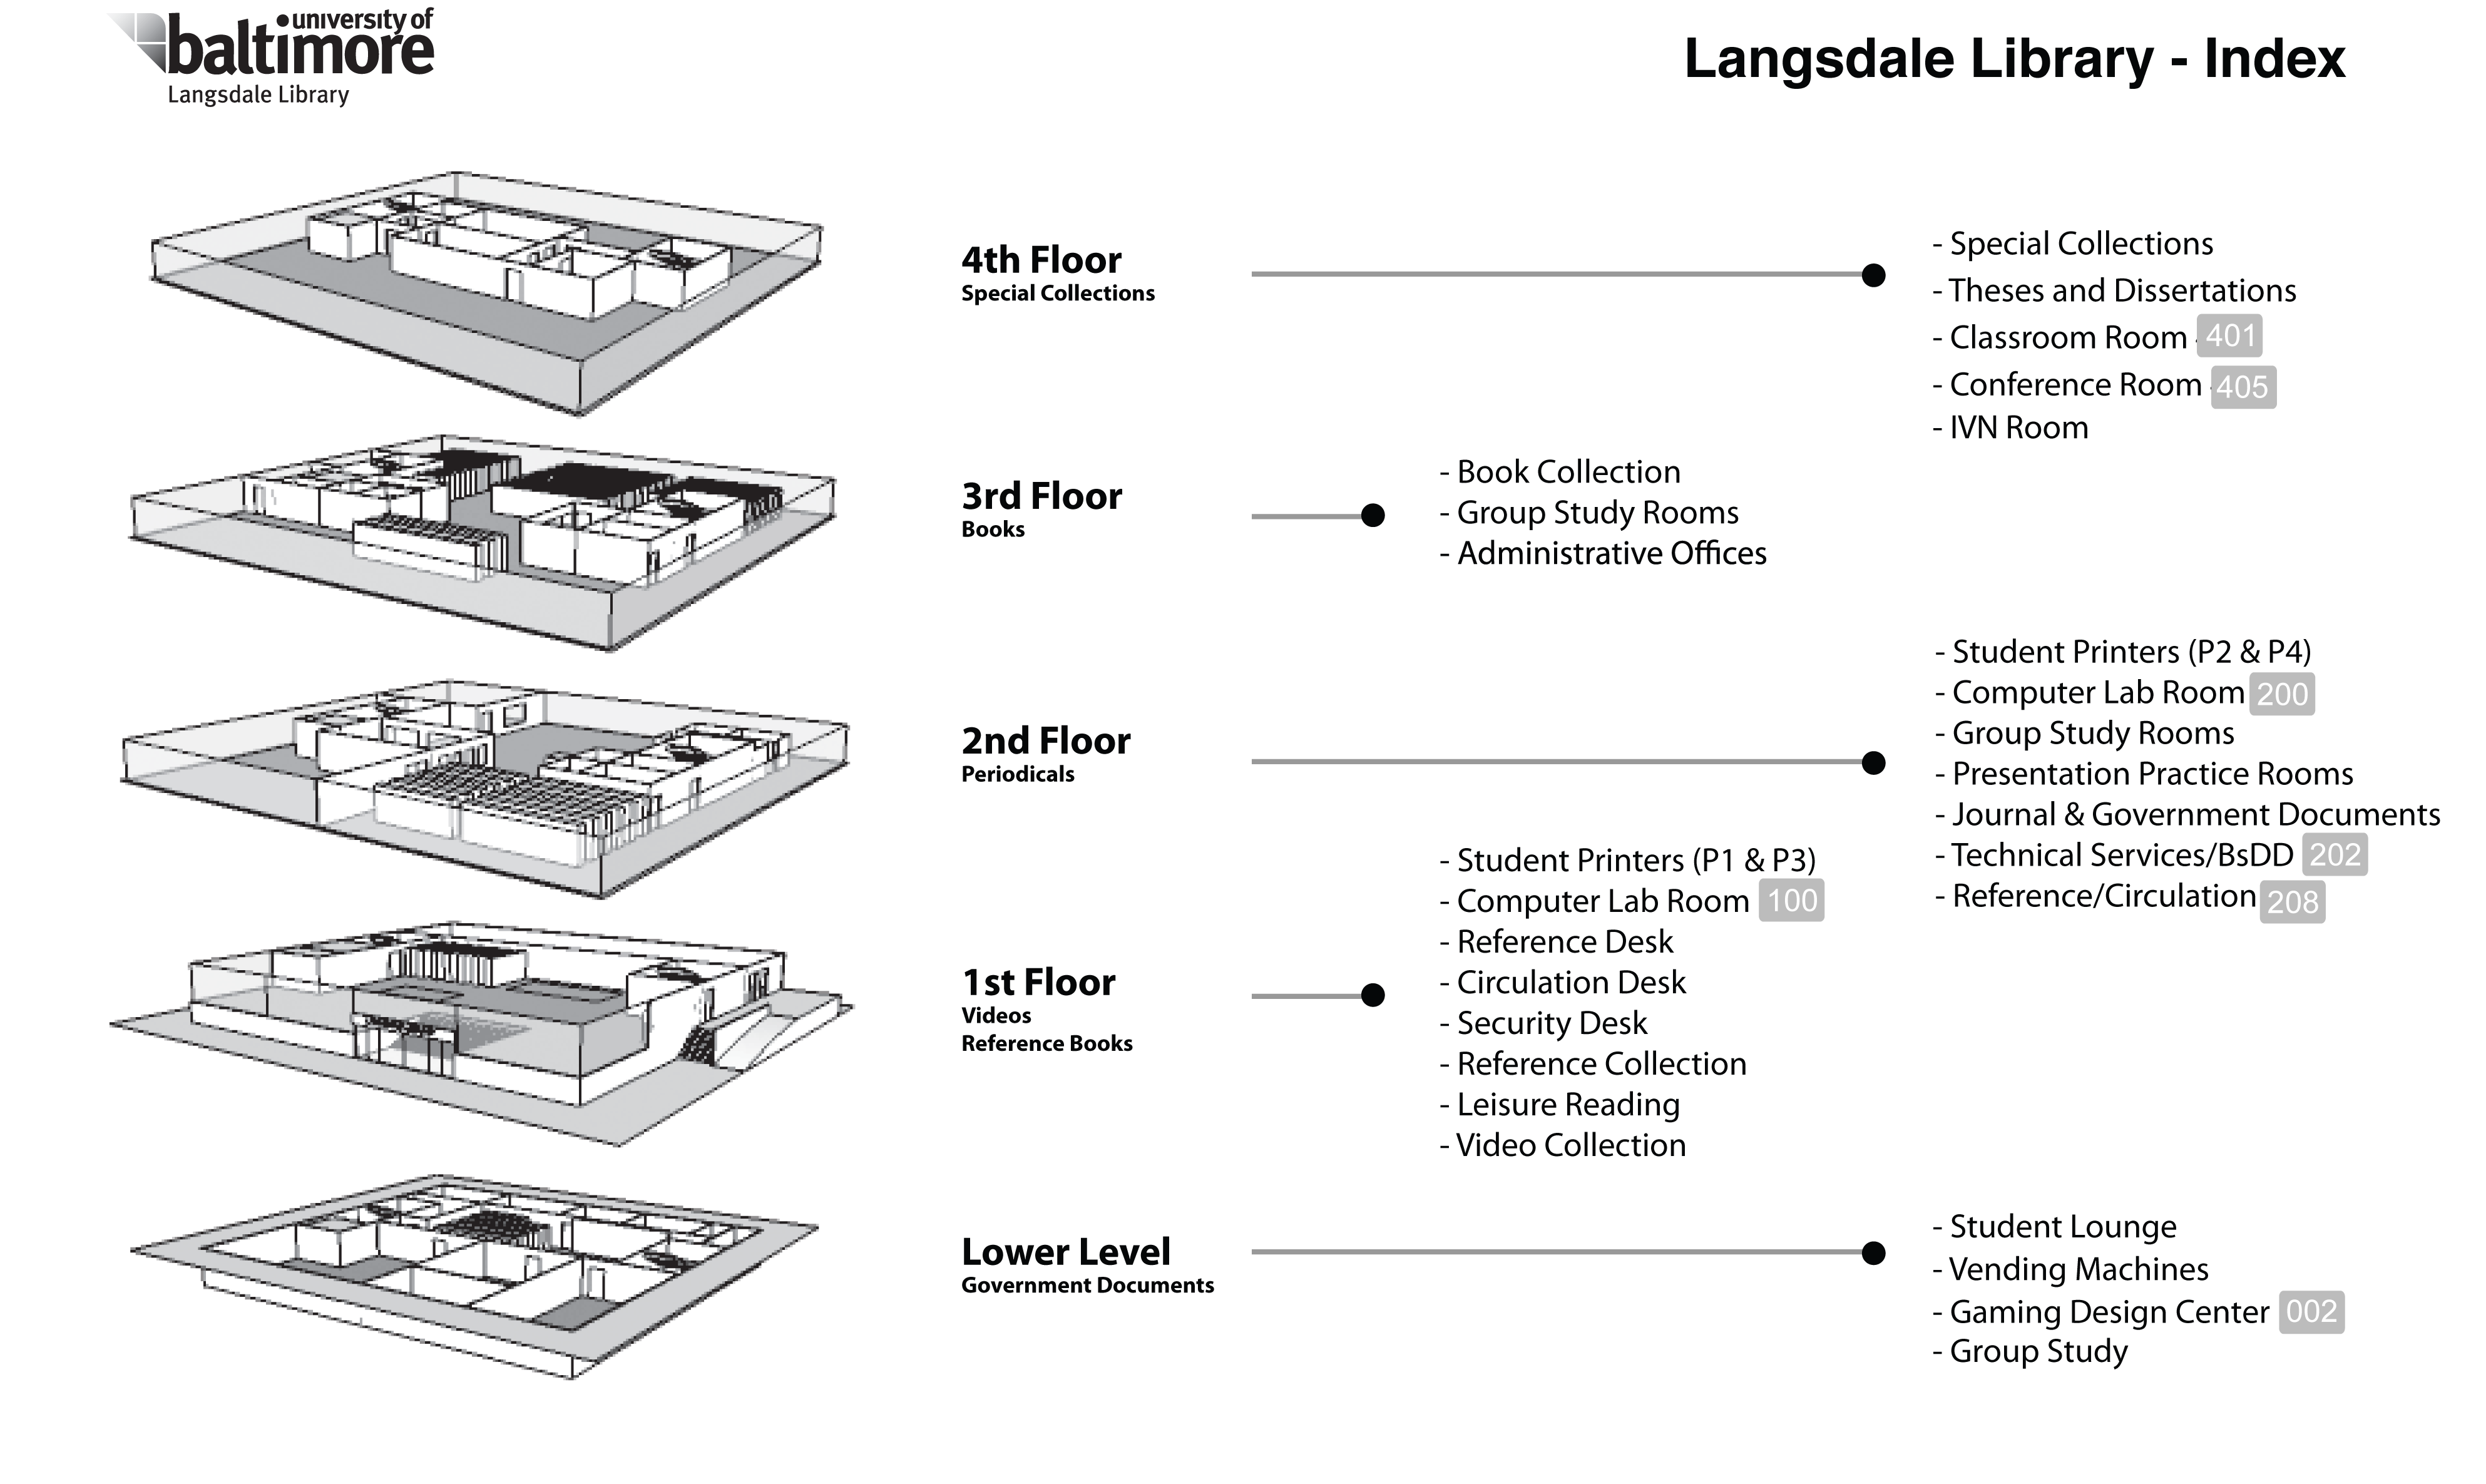 university of
baltimore
Langsdale Library
Langsdale Library - Index
4th Floor
Special Collections
- Special Collections
- Theses and Dissertations
- Classroom Room 401
- Conference Room 405
- IVN Room
3rd Floor
Books
- Book Collection
- Group Study Rooms
- Administrative Offices
2nd Floor
Periodicals
- Student Printers (P2 & P4)
- Computer Lab Room 200
- Group Study Rooms
- Presentation Practice Rooms
- Journal & Government Documents
- Technical Services/BsDD 202
- Reference/Circulation 208
1st Floor
Videos
Reference Books
- Student Printers (P1 & P3)
- Computer Lab Room 100
- Reference Desk
- Circulation Desk
- Security Desk
- Reference Collection
- Leisure Reading
- Video Collection
Lower Level
Government Documents
- Student Lounge
- Vending Machines
- Gaming Design Center 002
- Group Study